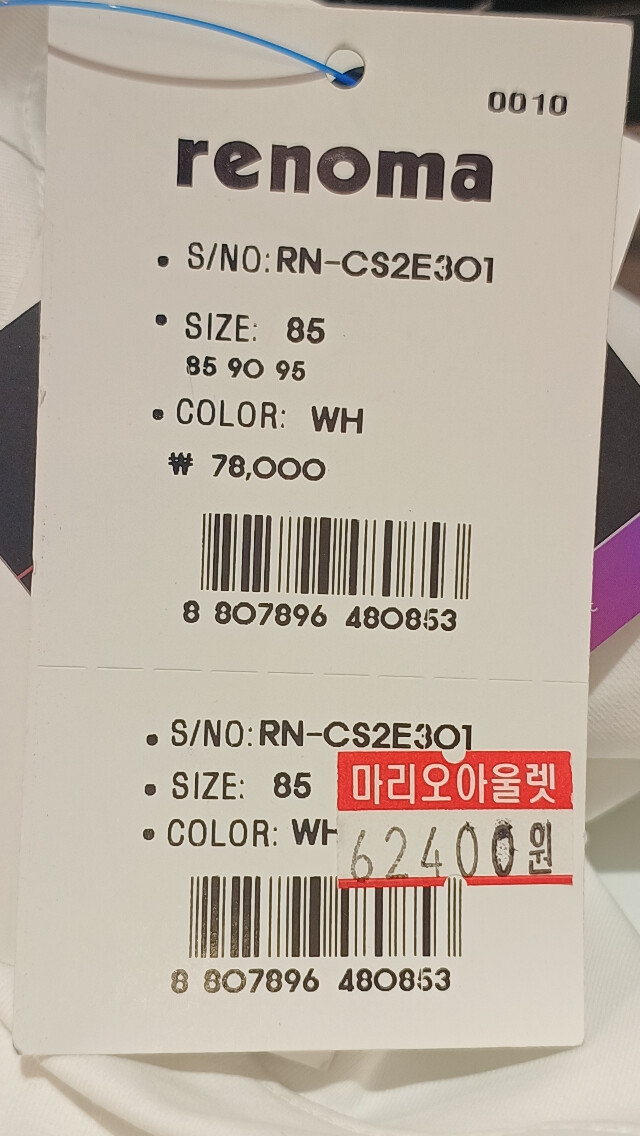 0010
renoma
• S/NO: RN-CS2E301
• SIZE: 85
85 90 95
• COLOR: WH
₩ 78,000
8 807896 480853
• S/NO: RN-CS2E301
• SIZE: 85
마리오아울렛
• COLOR: WH
62400원
8 807896 480853